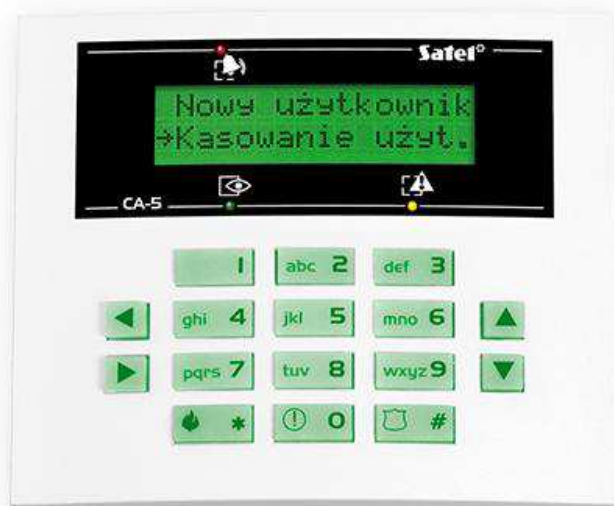 Satel®
Nowy użytkownik
→Kasowanie użyt.
CA-5
1 abc 2 def 3
ghi 4 jkl 5 mno 6
pqrs 7 tuv 8 wxyz 9
* 0 #